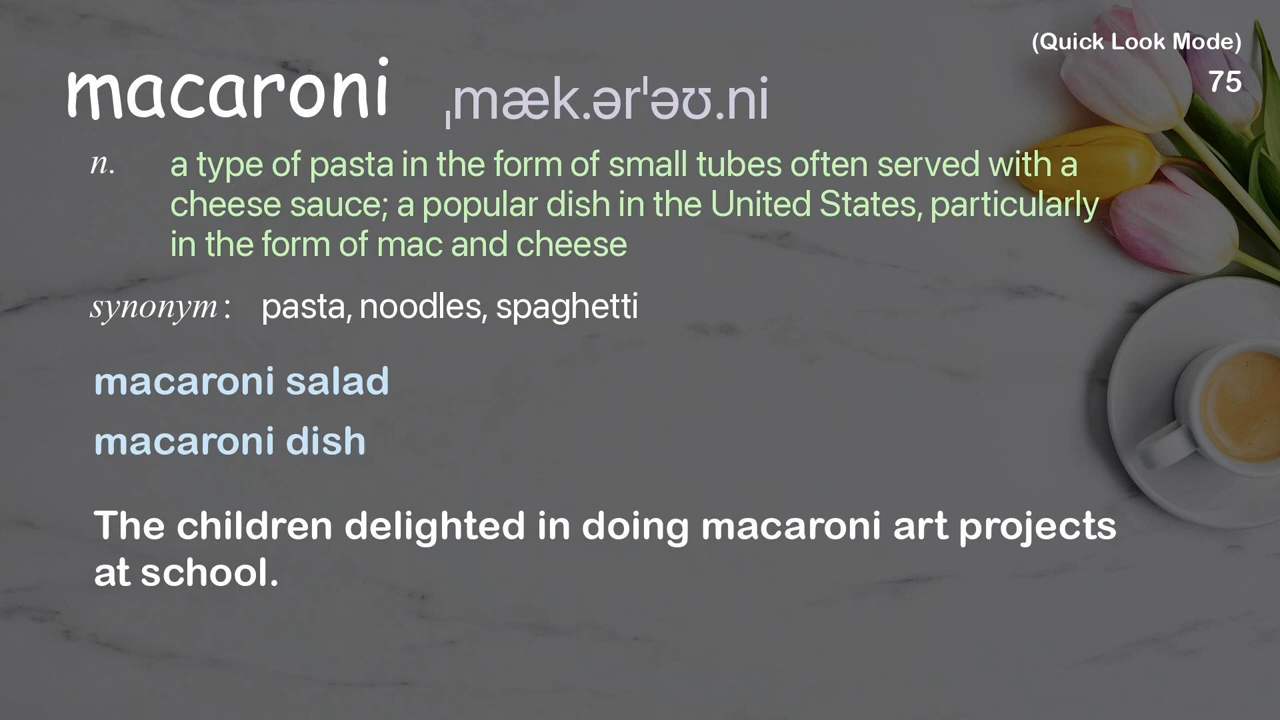 (Quick Look Mode)
75
macaroni ˌmæk.ərˈəʊ.ni
n. a type of pasta in the form of small tubes often served with a
cheese sauce; a popular dish in the United States, particularly
in the form of mac and cheese
synonym: pasta, noodles, spaghetti
macaroni salad
macaroni dish
The children delighted in doing macaroni art projects
at school.